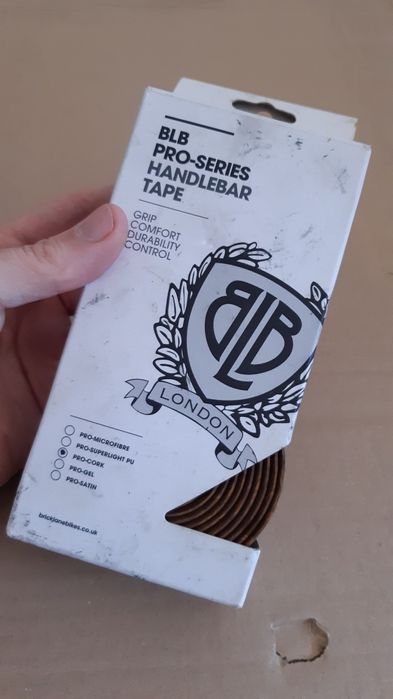 BLB
PRO-SERIES
HANDLEBAR
TAPE
GRIP
COMFORT
DURABILITY
CONTROL
BLB
LONDON
PRO-MICROFIBRE
PRO-SUPERLIGHT PU
PRO-CORK
PRO-GEL
PRO-SATIN
bricklanebikes.co.uk